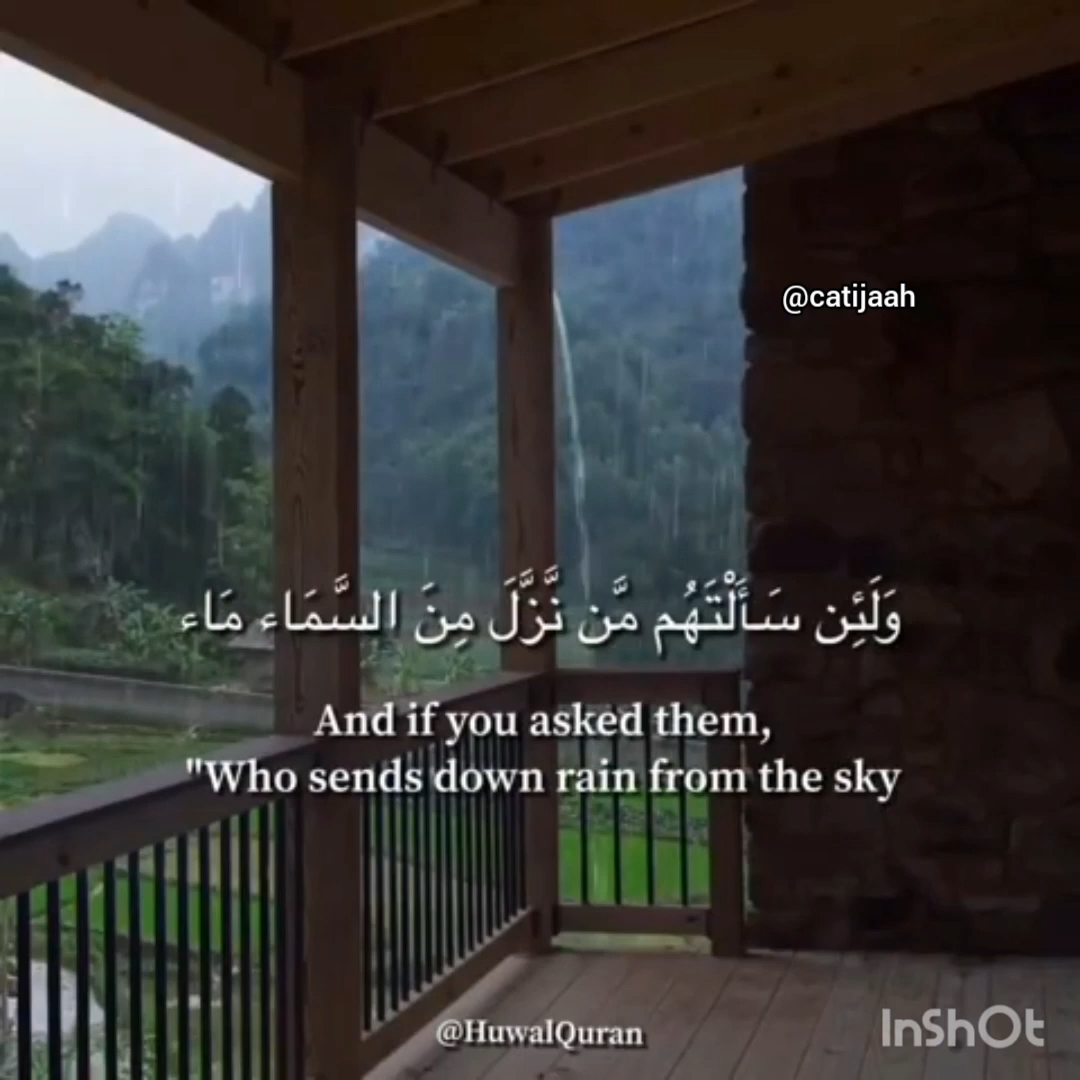 @catijaah
وَلَئِن سَأَلْتَهُم مَّن نَّزَّلَ مِنَ السَّمَاء مَاء
And if you asked them,
"Who sends down rain from the sky
@HuwalQuran
InShOt